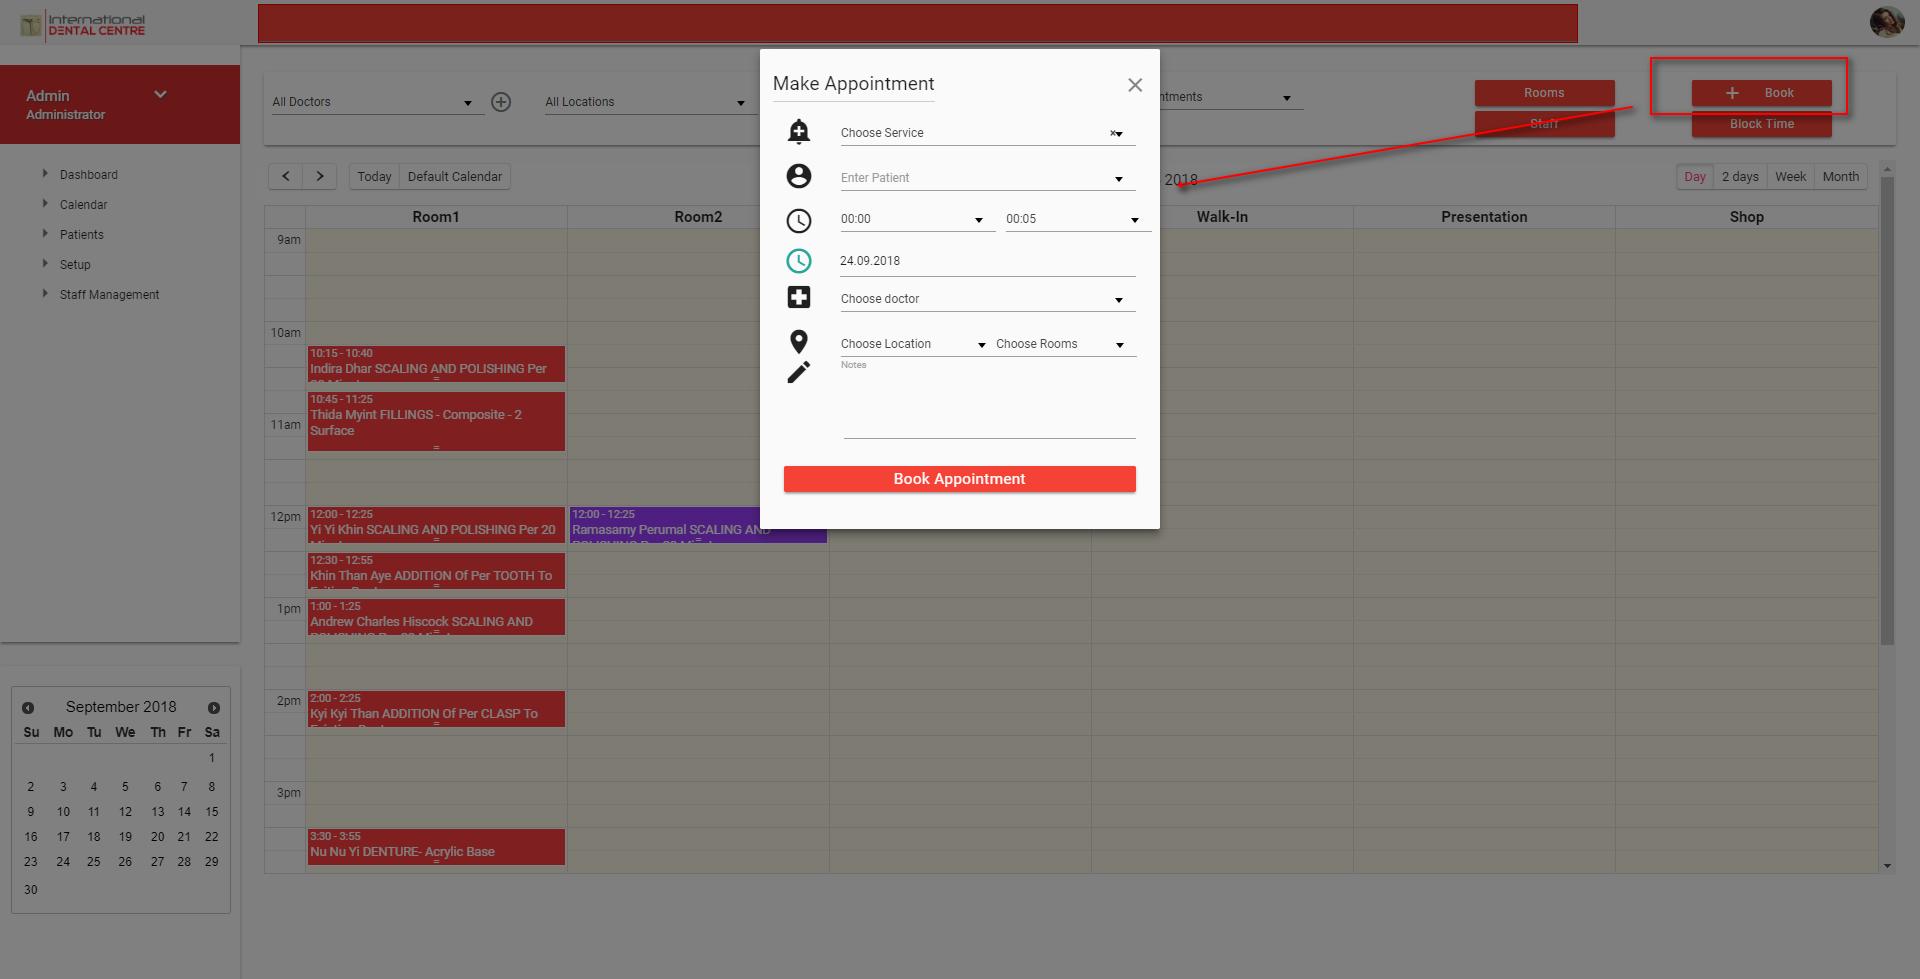 International
DENTAL CENTRE
Admin
Administrator
Dashboard
Calendar
Patients
Setup
Staff Management
September 2018
Su Mo Tu We Th Fr Sa
1
2 3 4 5 6 7 8
9 10 11 12 13 14 15
16 17 18 19 20 21 22
23 24 25 26 27 28 29
30
All Doctors
All Locations
Rooms
Staff
+ Book
Block Time
Today
Default Calendar
2018
Day
2 days
Week
Month
Room1
Room2
Walk-In
Presentation
Shop
9am
10am
10:15 - 10:40
Indira Dhar SCALING AND POLISHING Per
10:45 - 11:25
Thida Myint FILLINGS - Composite - 2
Surface
11am
12pm
12:00 - 12:25
Yi Yi Khin SCALING AND POLISHING Per 20
12:00 - 12:25
Ramasamy Perumal SCALING AND
12:30 - 12:55
Khin Than Aye ADDITION Of Per TOOTH To
1pm
1:00 - 1:25
Andrew Charles Hiscock SCALING AND
2pm
2:00 - 2:25
Kyi Kyi Than ADDITION Of Per CLASP To
3pm
3:30 - 3:55
Nu Nu Yi DENTURE- Acrylic Base
Make Appointment
Choose Service
Enter Patient
00:00
00:05
24.09.2018
Choose doctor
Choose Location
Choose Rooms
Notes
Book Appointment